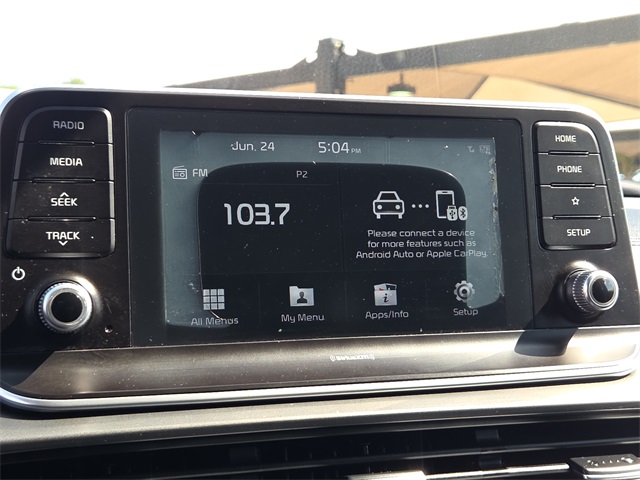 RADIO
MEDIA
SEEK
TRACK
Jun. 24 5:04 PM
FM P2
103.7
Please connect a device
for more features such as
Android Auto or Apple CarPlay.
All Menus My Menu Apps/Info Setup
HOME
PHONE
SETUP
SiriusXM